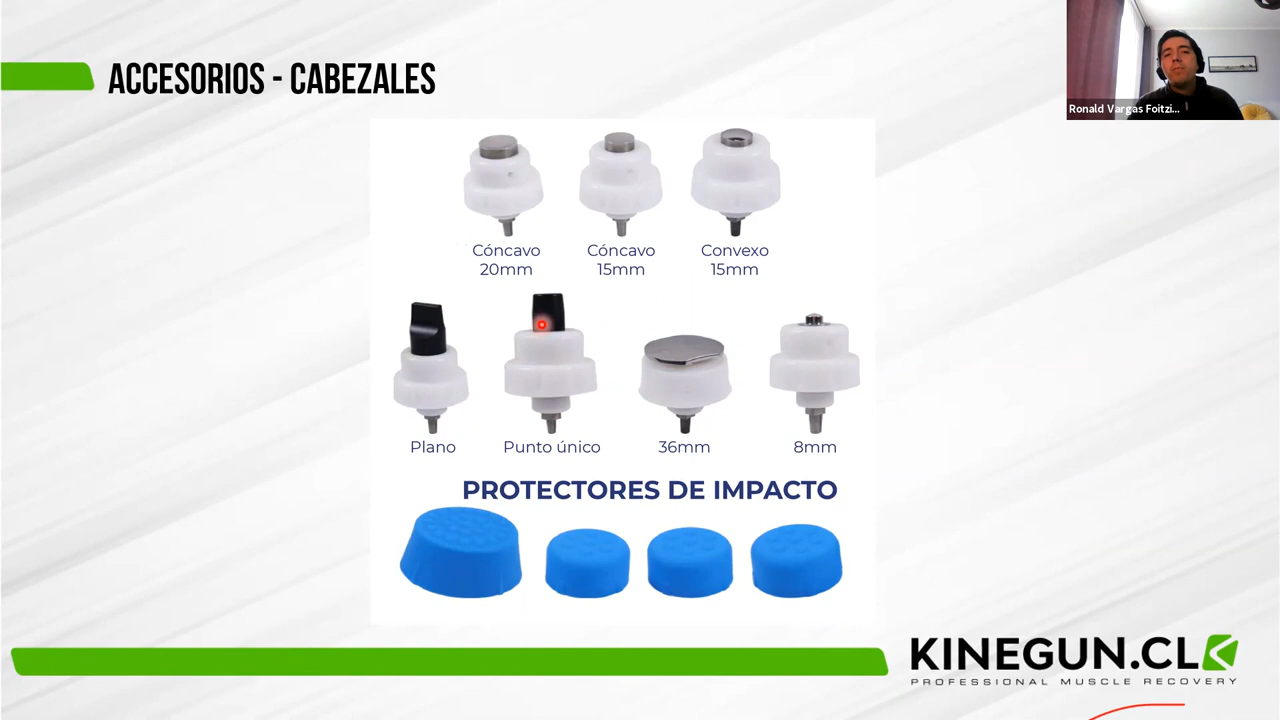 ACCESORIOS - CABEZALES
Ronald Vargas Foitzi...
Cóncavo
20mm
Cóncavo
15mm
Convexo
15mm
Plano
Punto único
36mm
8mm
PROTECTORES DE IMPACTO
KINEGUN.CL
PROFESSIONAL MUSCLE RECOVERY